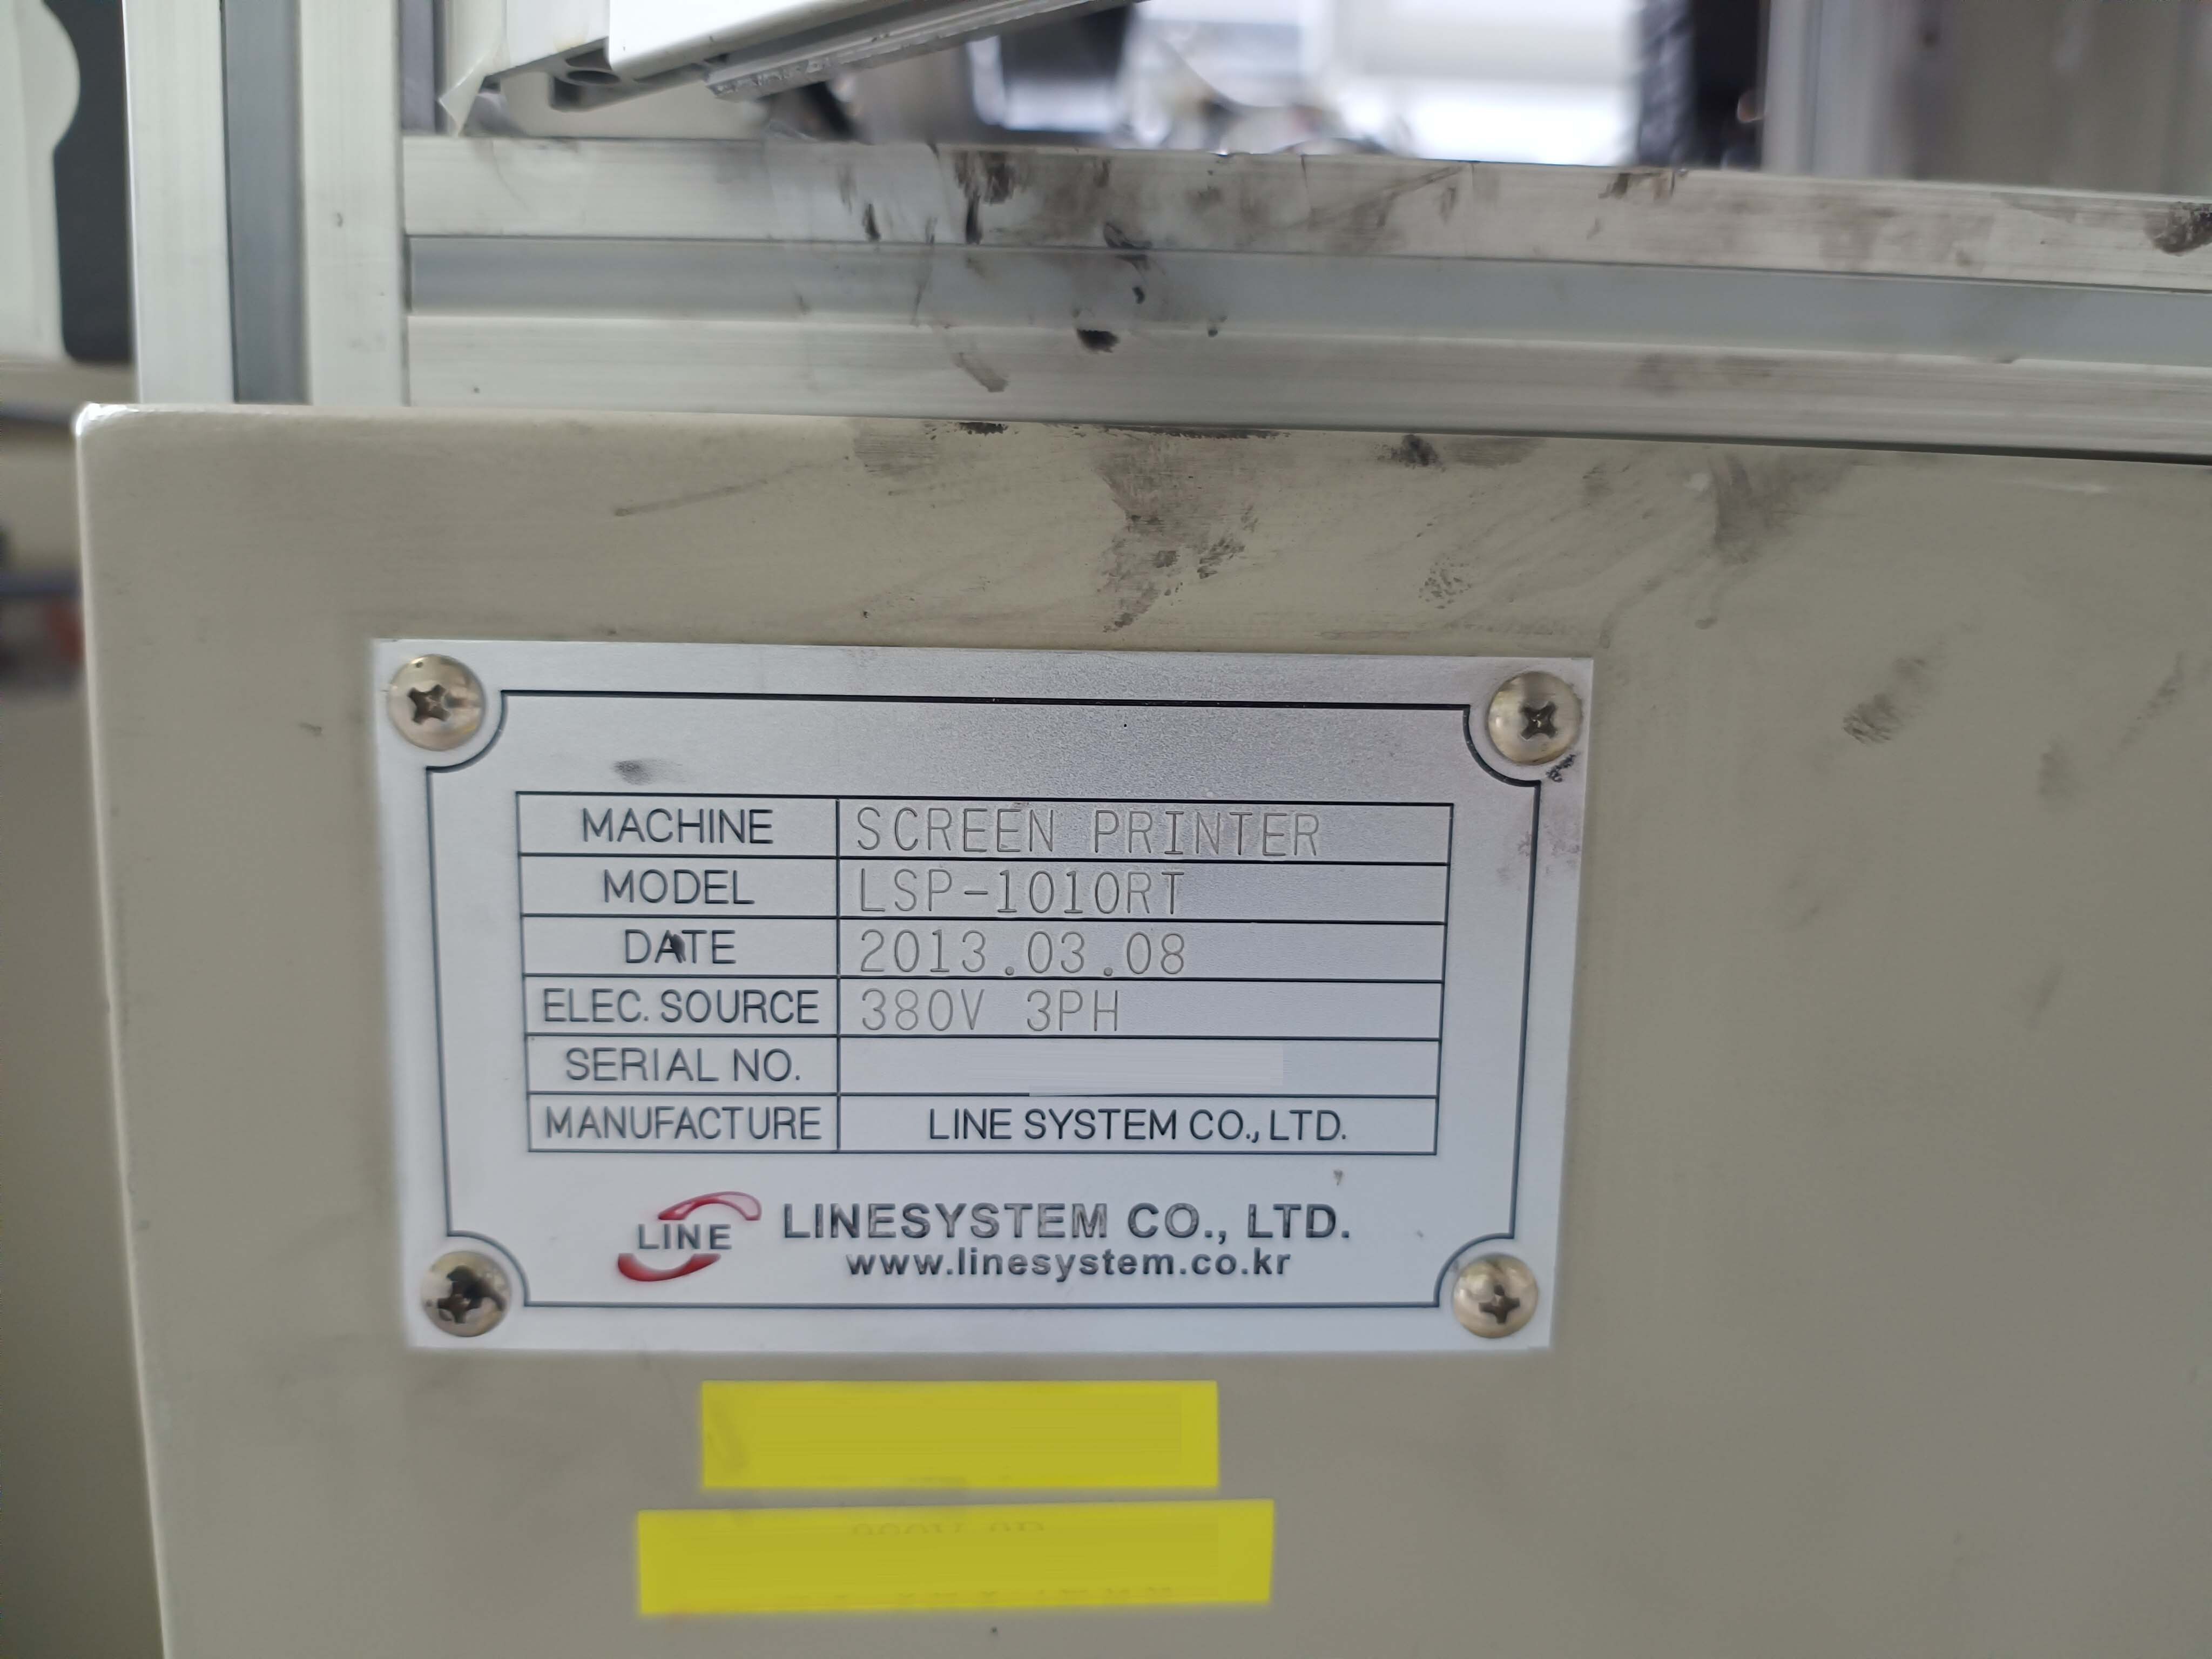 MACHINE SCREEN PRINTER
MODEL LSP-1010RT
DATE 2013.03.08
ELEC. SOURCE 380V 3PH
SERIAL NO.
MANUFACTURE LINE SYSTEM CO., LTD.
LINE LINESYSTEM CO., LTD.
www.linesystem.co.kr